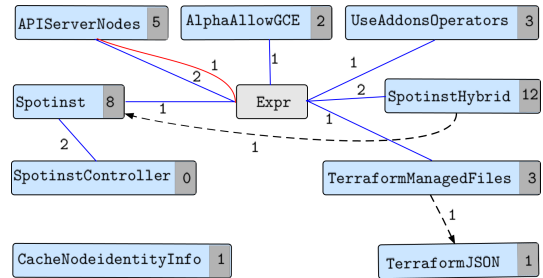 APIServerNodes 5
AlphaAllowGCE 2
UseAddonsOperators 3
1
2
1
1
Spotinst 8
1
Expr
2
SpotinstHybrid 12
1
2
1
SpotinstController 0
TerraformManagedFiles 3
1
CacheNodeidentityInfo 1
TerraformJSON 1